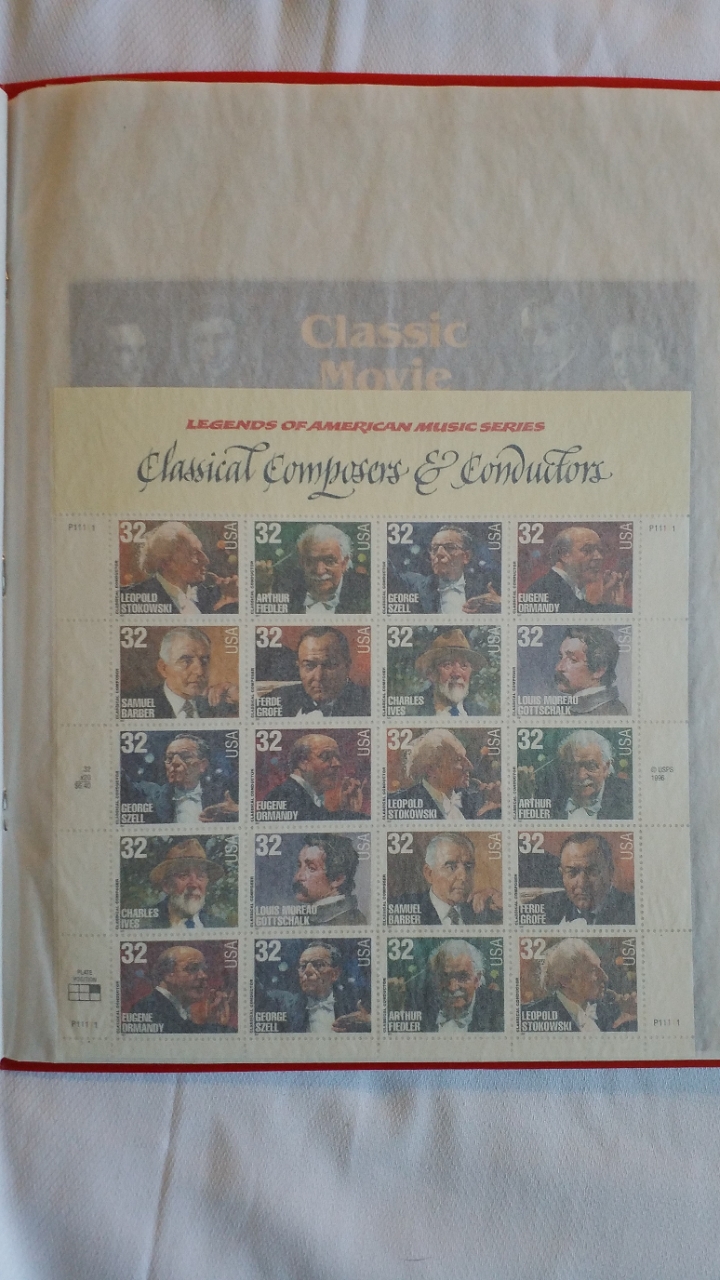 Classic
Movie
LEGENDS OF AMERICAN MUSIC SERIES
Classical Composers & Conductors
32 USA
LEOPOLD
STOKOWSKI
32 USA
ARTHUR
FIEDLER
32 USA
GEORGE
SZELL
32 USA
EUGENE
ORMANDY
32 USA
SAMUEL
BARBER
32 USA
FERDE
GROFÉ
32 USA
CHARLES
IVES
32 USA
LOUIS MOREAU
GOTTSCHALK
32 USA
GEORGE
SZELL
32 USA
EUGENE
ORMANDY
32 USA
LEOPOLD
STOKOWSKI
32 USA
ARTHUR
FIEDLER
© USPS
1996
32 USA
CHARLES
IVES
32 USA
LOUIS MOREAU
GOTTSCHALK
32 USA
SAMUEL
BARBER
32 USA
FERDE
GROFÉ
PLATE
POSITION
32 USA
EUGENE
ORMANDY
32 USA
GEORGE
SZELL
32 USA
ARTHUR
FIEDLER
32 USA
LEOPOLD
STOKOWSKI